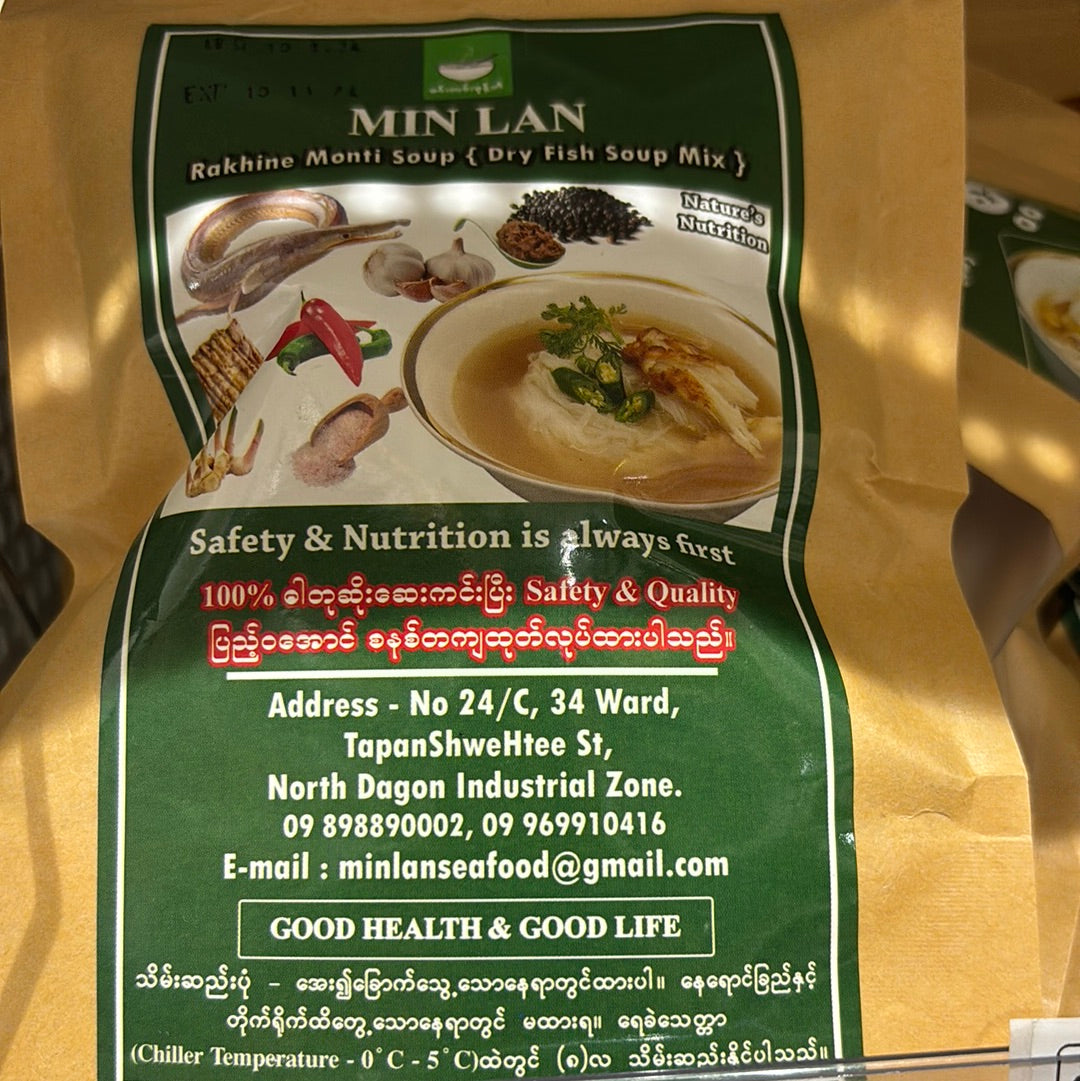 EXP 10 11 24
MIN LAN
Rakhine Monti Soup { Dry Fish Soup Mix }
Nature's
Nutrition
Safety & Nutrition is always first
100% ဓါတုဆိုးဆေးကင်းပြီး Safety & Quality
ပြည့်ဝအောင် စနစ်တကျထုတ်လုပ်ထားပါသည်။
Address - No 24/C, 34 Ward,
TapanShweHtee St,
North Dagon Industrial Zone.
09 898890002, 09 969910416
E-mail : minlanseafood@gmail.com
GOOD HEALTH & GOOD LIFE
သိမ်းဆည်းပုံ - အေး၍ခြောက်သွေ့သောနေရာတွင်ထားပါ။ နေရောင်ခြည်နှင့်
တိုက်ရိုက်ထိတွေ့သောနေရာတွင် မထားရ။ ရေခဲသေတ္တာ
(Chiller Temperature - 0°C - 5°C)ထဲတွင် (၈)လ သိမ်းဆည်းနိုင်ပါသည်။